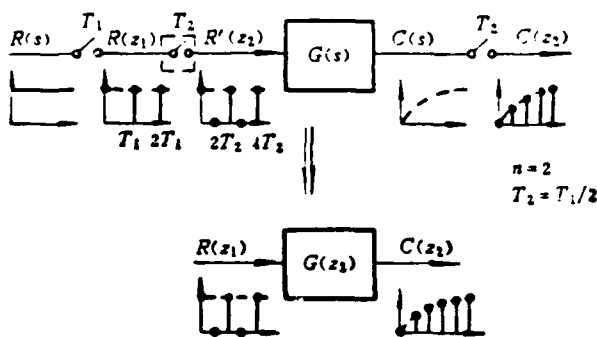 R(s) T₁ R(z₁) T₂ R'(z₂) G(s) C(s) T₂ C(z₂)
T₁ 2T₁ 2T₂ 4T₂
n=2
T₂=T₁/2
R(z₁) G(z₂) C(z₂)